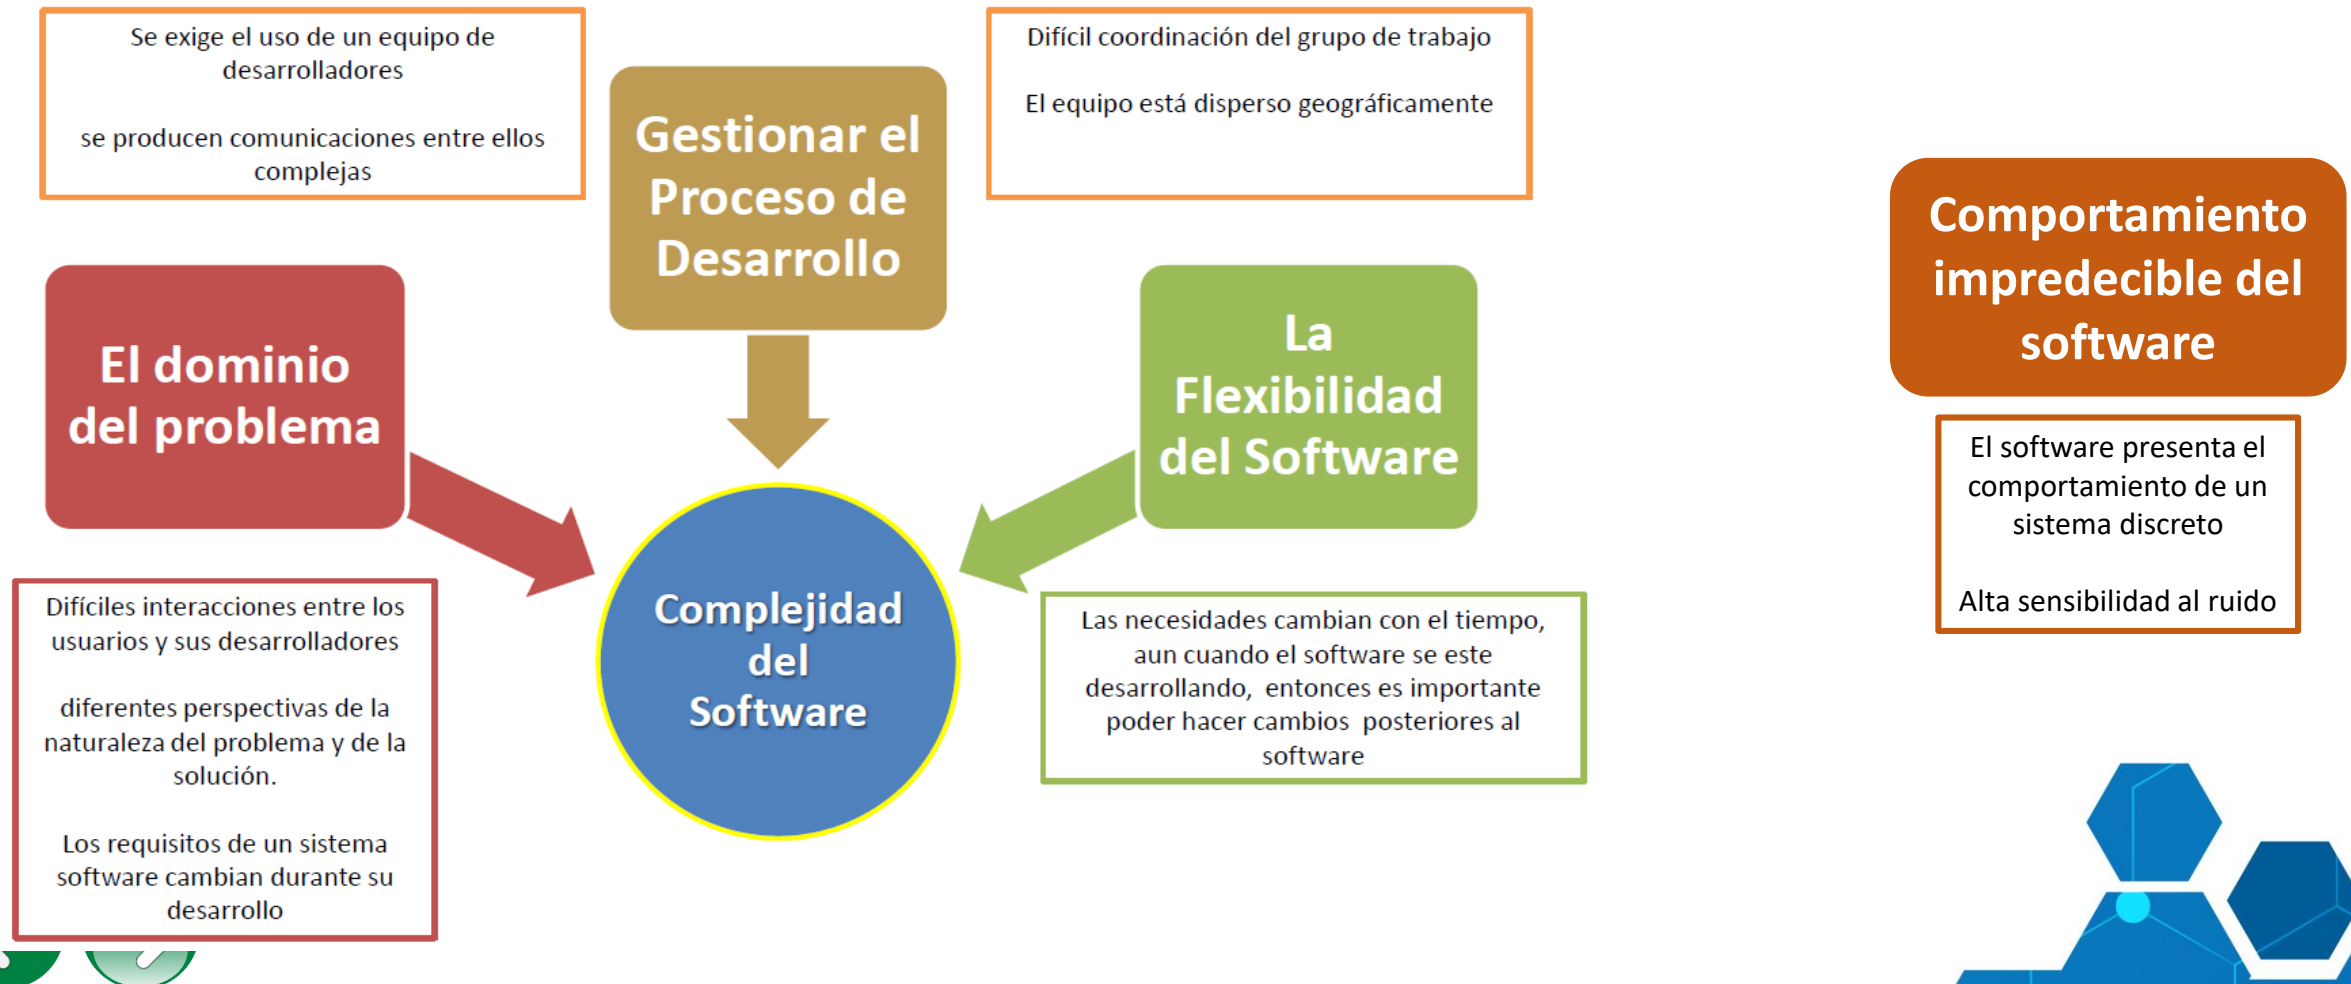 Se exige el uso de un equipo de
desarrolladores
se producen comunicaciones entre ellos
complejas
Gestionar el
Proceso de
Desarrollo
Difícil coordinación del grupo de trabajo
El equipo está disperso geográficamente
El dominio
del problema
Difíciles interacciones entre los
usuarios y sus desarrolladores
diferentes perspectivas de la
naturaleza del problema y de la
solución.
Los requisitos de un sistema
software cambian durante su
desarrollo
Complejidad
del
Software
La
Flexibilidad
del Software
Las necesidades cambian con el tiempo,
aun cuando el software se este
desarrollando, entonces es importante
poder hacer cambios posteriores al
software
Comportamiento
impredecible del
software
El software presenta el
comportamiento de un
sistema discreto
Alta sensibilidad al ruido